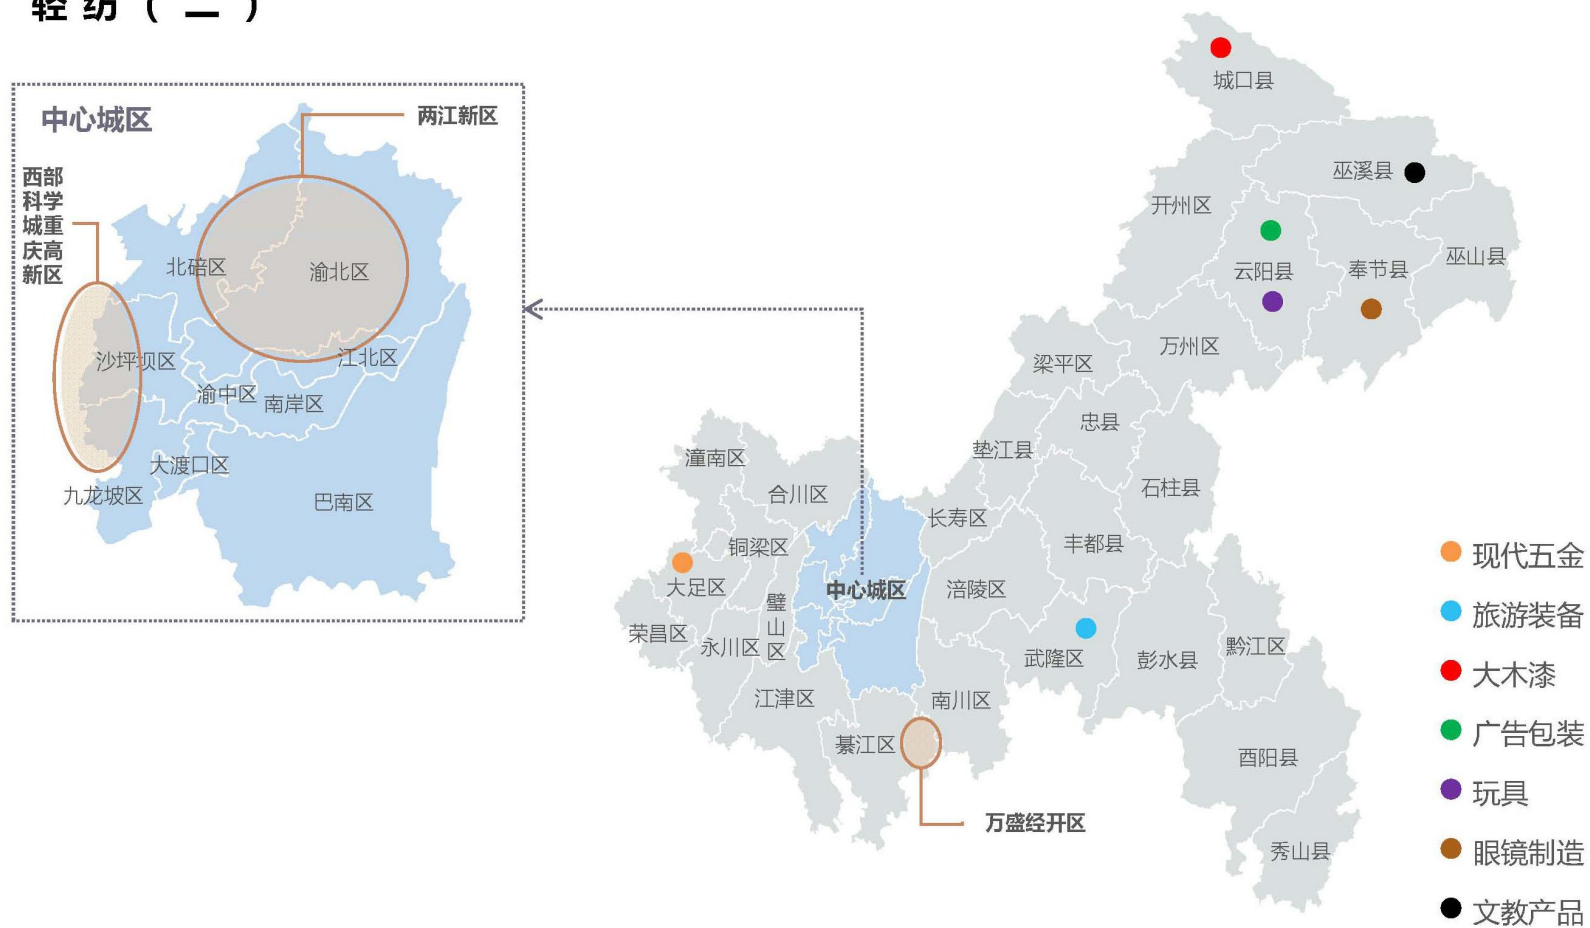 轻纺（二）
中心城区
两江新区
西部
科学
城重
庆高
新区
北碚区
渝北区
沙坪坝区
江北区
渝中区
南岸区
大渡口区
九龙坡区
巴南区
城口县
巫溪县
开州区
云阳县
奉节县
巫山县
万州区
梁平区
忠县
垫江县
石柱县
潼南区
合川区
长寿区
铜梁区
丰都县
大足区
中心城区
涪陵区
璧
山
区
荣昌区
永川区
武隆区
彭水县
黔江区
江津区
南川区
綦江区
酉阳县
万盛经开区
秀山县
现代五金
旅游装备
大木漆
广告包装
玩具
眼镜制造
文教产品